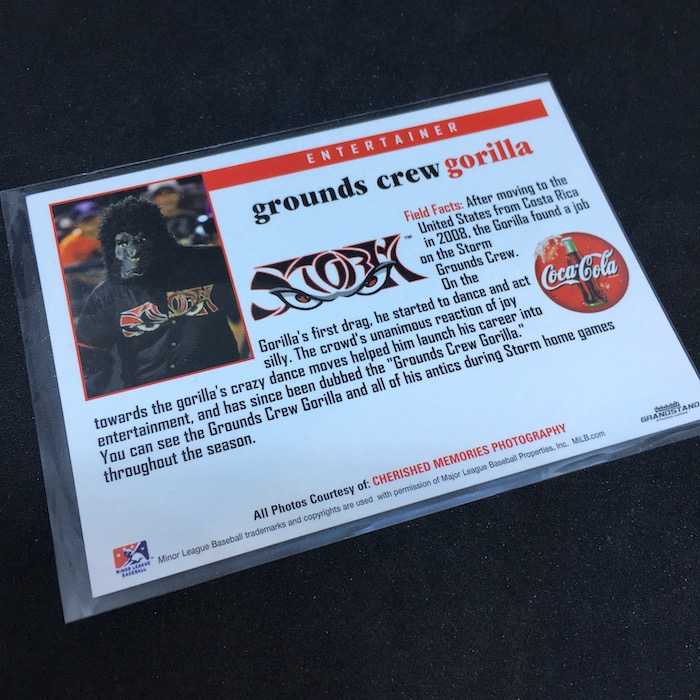 ENTERTAINER
grounds crew gorilla
Field Facts: After moving to the
United States from Costa Rica
in 2008, the Gorilla found a job
on the Storm
Grounds Crew.
On the
STORM
™
Coca-Cola
STORM
Gorilla's first drag, he started to dance and act
silly. The crowd's unanimous reaction of joy
towards the gorilla's crazy dance moves helped him launch his career into
entertainment, and has since been dubbed the "Grounds Crew Gorilla."
You can see the Grounds Crew Gorilla and all of his antics during Storm home games
throughout the season.
GRANDSTAND
All Photos Courtesy of: CHERISHED MEMORIES PHOTOGRAPHY
Minor League Baseball trademarks and copyrights are used with permission of Major League Baseball Properties, Inc. MiLB.com
MINOR LEAGUE
BASEBALL